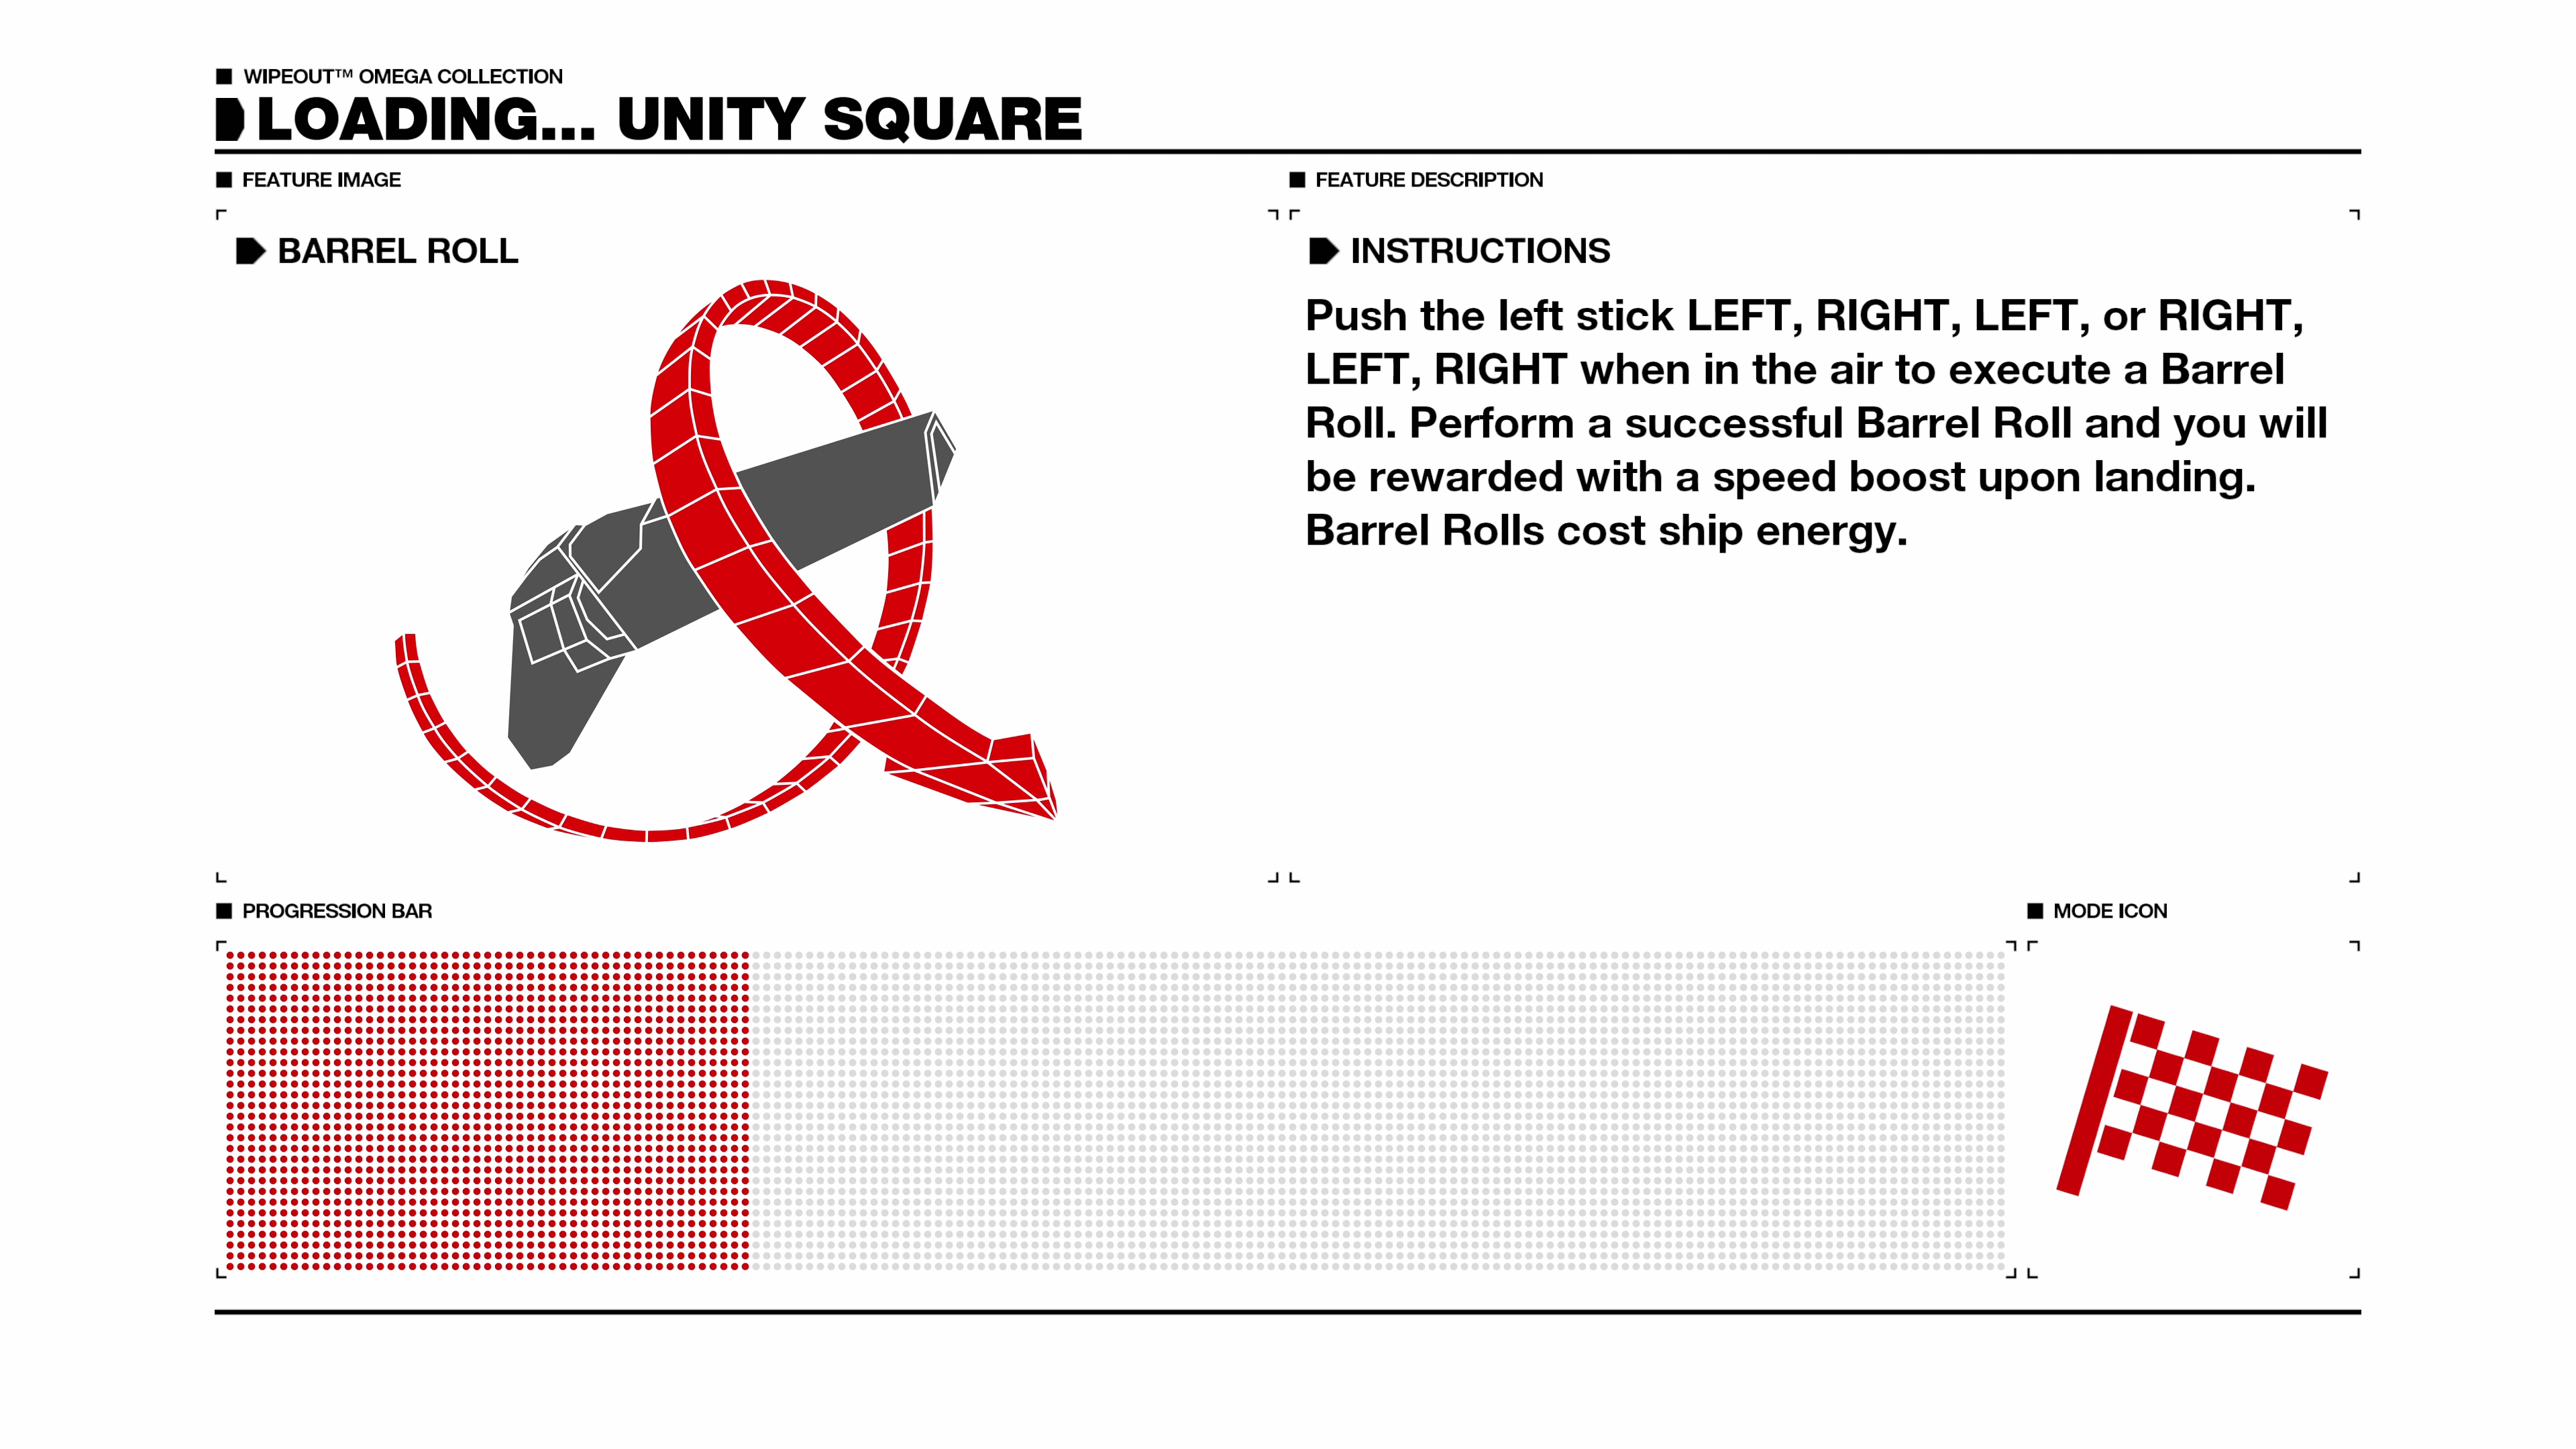 WIPEOUT™ OMEGA COLLECTION
LOADING... UNITY SQUARE
FEATURE IMAGE
BARREL ROLL
FEATURE DESCRIPTION
INSTRUCTIONS
Push the left stick LEFT, RIGHT, LEFT, or RIGHT,
LEFT, RIGHT when in the air to execute a Barrel
Roll. Perform a successful Barrel Roll and you will
be rewarded with a speed boost upon landing.
Barrel Rolls cost ship energy.
PROGRESSION BAR
MODE ICON